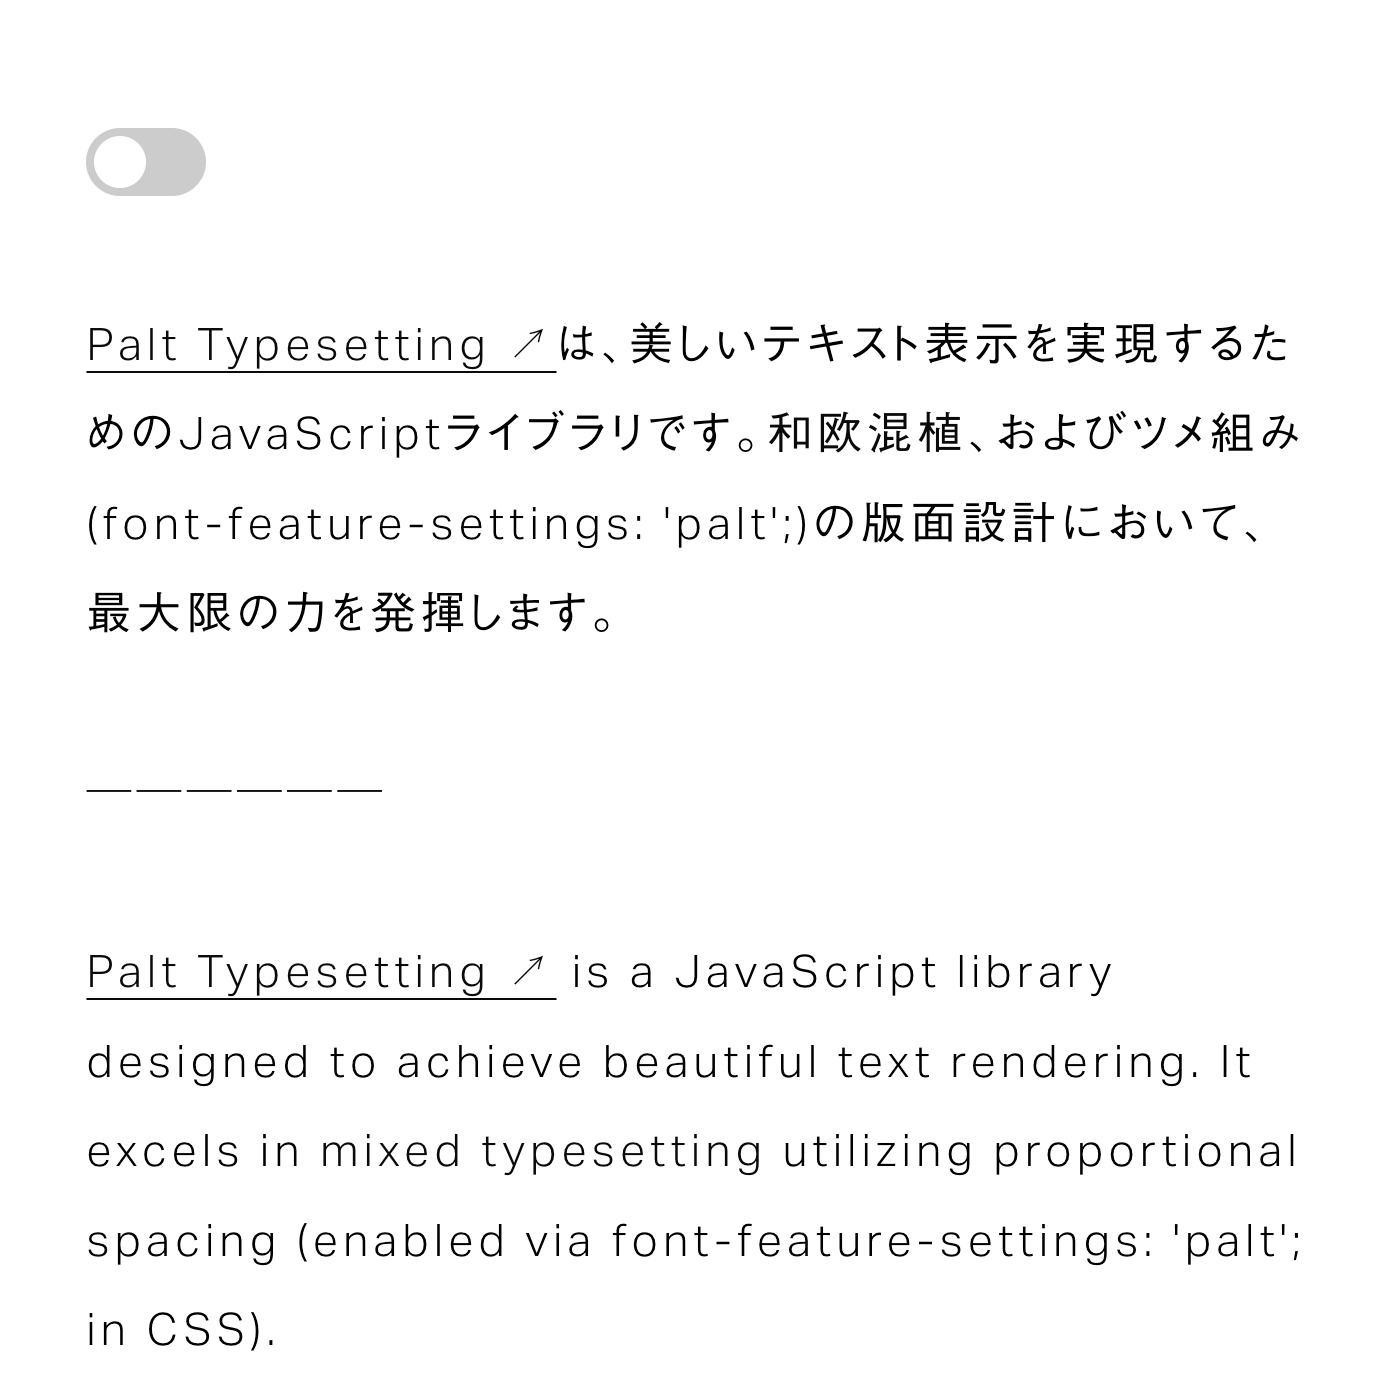 Palt Typesetting ↗は、美しいテキスト表示を実現するた
めのJavaScriptライブラリです。和欧混植、およびツメ組み
(font-feature-settings: 'palt';)の版面設計において、
最大限の力を発揮します。
——————
Palt Typesetting ↗ is a JavaScript library
designed to achieve beautiful text rendering. It
excels in mixed typesetting utilizing proportional
spacing (enabled via font-feature-settings: 'palt';
in CSS).